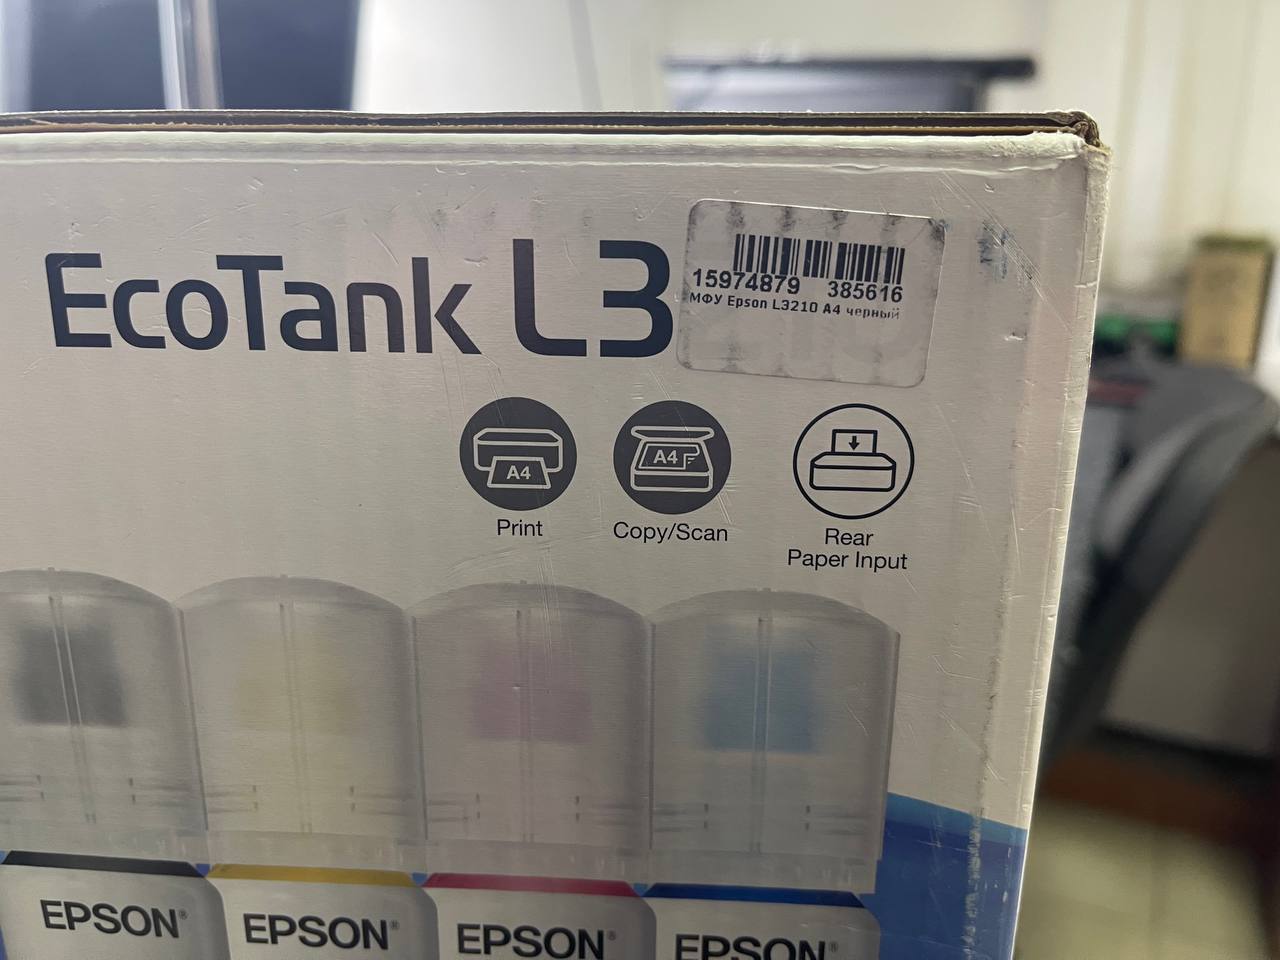 EcoTank L3
15974879 385616
МФУ Epson L3210 A4 черный
A4
A4
Print
Copy/Scan
Rear
Paper Input
EPSON®
EPSON®
EPSON®
EPSON®